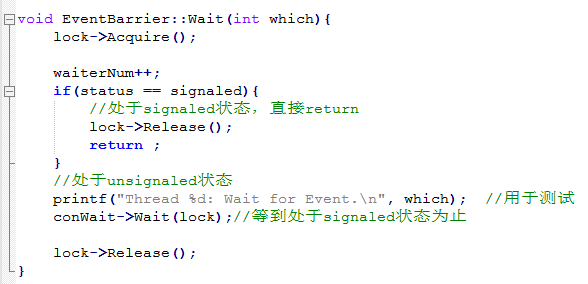 void EventBarrier::Wait(int which){
    lock->Acquire();

    waiterNum++;
    if(status == signaled){
        //处于signaled状态，直接return
        lock->Release();
        return ;
    }
    //处于unsignaled状态
    printf("Thread %d: Wait for Event.\n", which);  //用于测试
    conWait->Wait(lock);//等到处于signaled状态为止

    lock->Release();
}